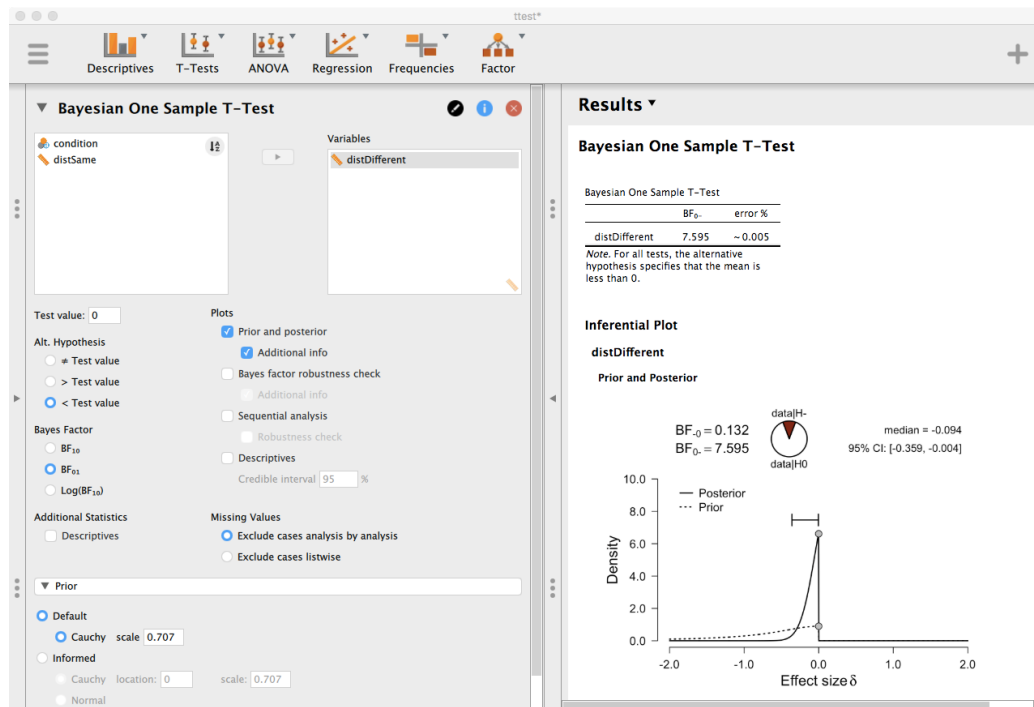 ttest*
Descriptives
T-Tests
ANOVA
Regression
Frequencies
Factor
Bayesian One Sample T-Test
condition
distSame
Variables
distDifferent
Test value: 0
Alt. Hypothesis
≠ Test value
> Test value
< Test value
Bayes Factor
BF₁₀
BF₀₁
Log(BF₁₀)
Additional Statistics
Descriptives
Plots
Prior and posterior
Additional info
Bayes factor robustness check
Additional info
Sequential analysis
Robustness check
Descriptives
Credible interval 95 %
Missing Values
Exclude cases analysis by analysis
Exclude cases listwise
Prior
Default
Cauchy scale 0.707
Informed
Cauchy location: 0 scale: 0.707
Normal
Results
Bayesian One Sample T-Test
Bayesian One Sample T-Test
BF₀₋ error %
distDifferent 7.595 ~ 0.005
Note. For all tests, the alternative
hypothesis specifies that the mean is
less than 0.
Inferential Plot
distDifferent
Prior and Posterior
data|H-
BF₋₀ = 0.132
BF₀₋ = 7.595
data|H0
median = -0.094
95% CI: [-0.359, -0.004]
Posterior
Prior
Density
10.0
8.0
6.0
4.0
2.0
0.0
-2.0 -1.0 0.0 1.0 2.0
Effect size δ